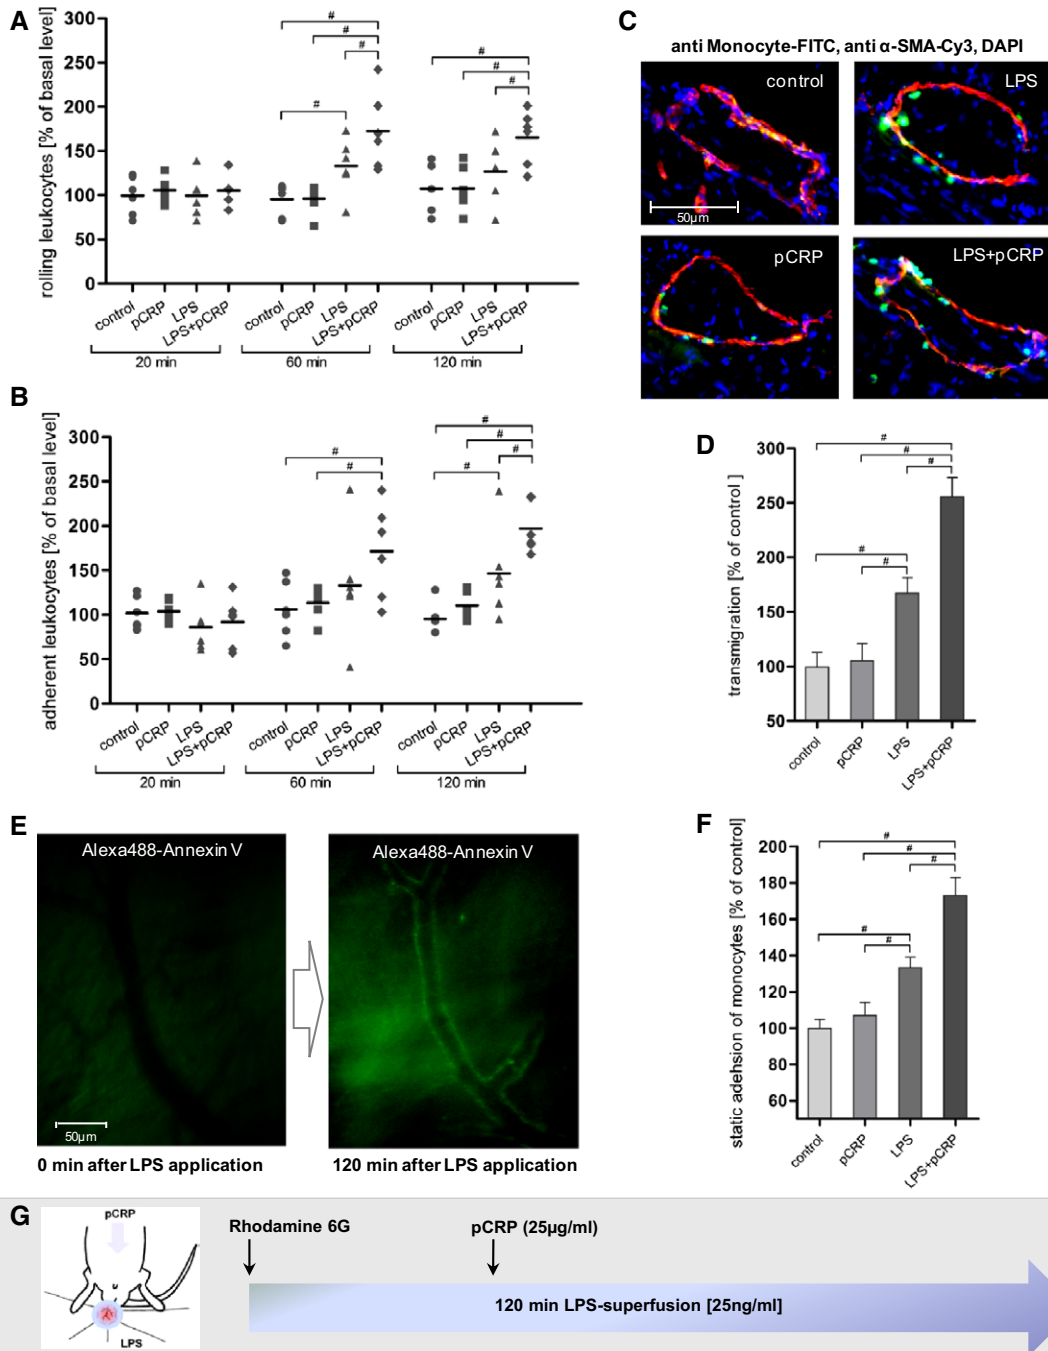 A
rolling leukocytes [% of basal level]
300
250
200
150
100
50
0
# # # # # # #
control pCRP LPS LPS+pCRP control pCRP LPS LPS+pCRP control pCRP LPS LPS+pCRP
20 min 60 min 120 min
B
adherent leukocytes [% of basal level]
300
250
200
150
100
50
0
# # # # # #
control pCRP LPS LPS+pCRP control pCRP LPS LPS+pCRP control pCRP LPS LPS+pCRP
20 min 60 min 120 min
C
anti Monocyte-FITC, anti α-SMA-Cy3, DAPI
control LPS
50µm
pCRP LPS+pCRP
D
transmigration [% of control ]
300
250
200
150
100
50
# # # # #
control pCRP LPS LPS+pCRP
E
Alexa488-Annexin V Alexa488-Annexin V
50µm
0 min after LPS application 120 min after LPS application
F
static adehsion of monocytes [% of control]
200
180
160
140
120
100
80
60
# # # # #
control pCRP LPS LPS+pCRP
G
pCRP
LPS
Rhodamine 6G pCRP (25µg/ml)
120 min LPS-superfusion [25ng/ml]